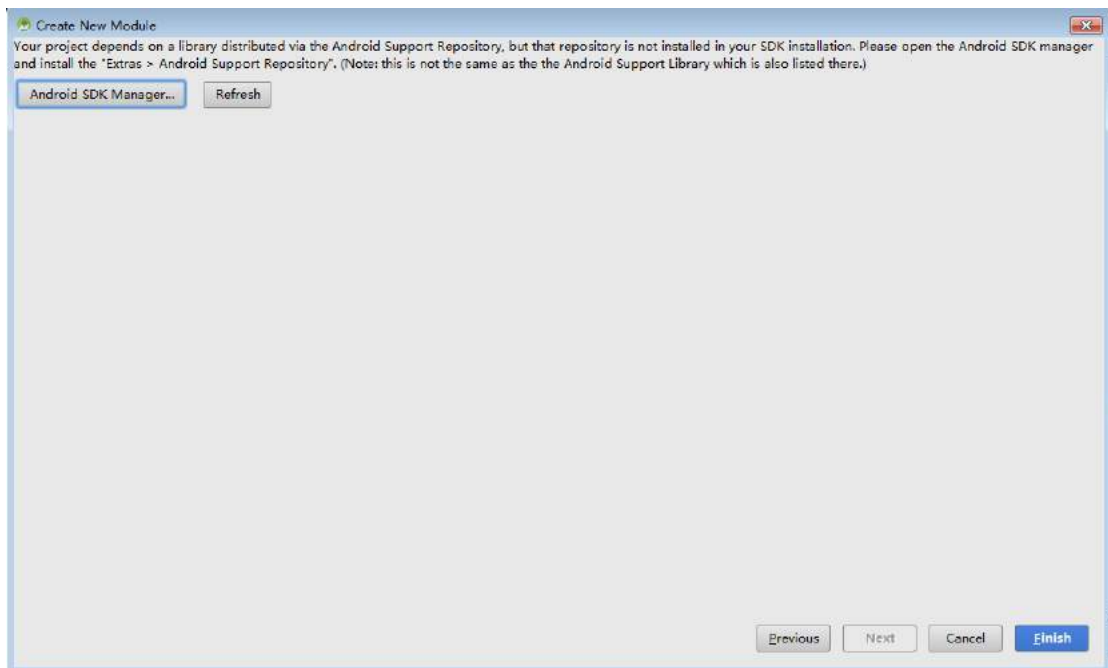 Create New Module
Your project depends on a library distributed via the Android Support Repository, but that repository is not installed in your SDK installation. Please open the Android SDK manager
and install the "Extras > Android Support Repository". (Note: this is not the same as the the Android Support Library which is also listed there.)
Android SDK Manager... Refresh
Previous Next Cancel Finish